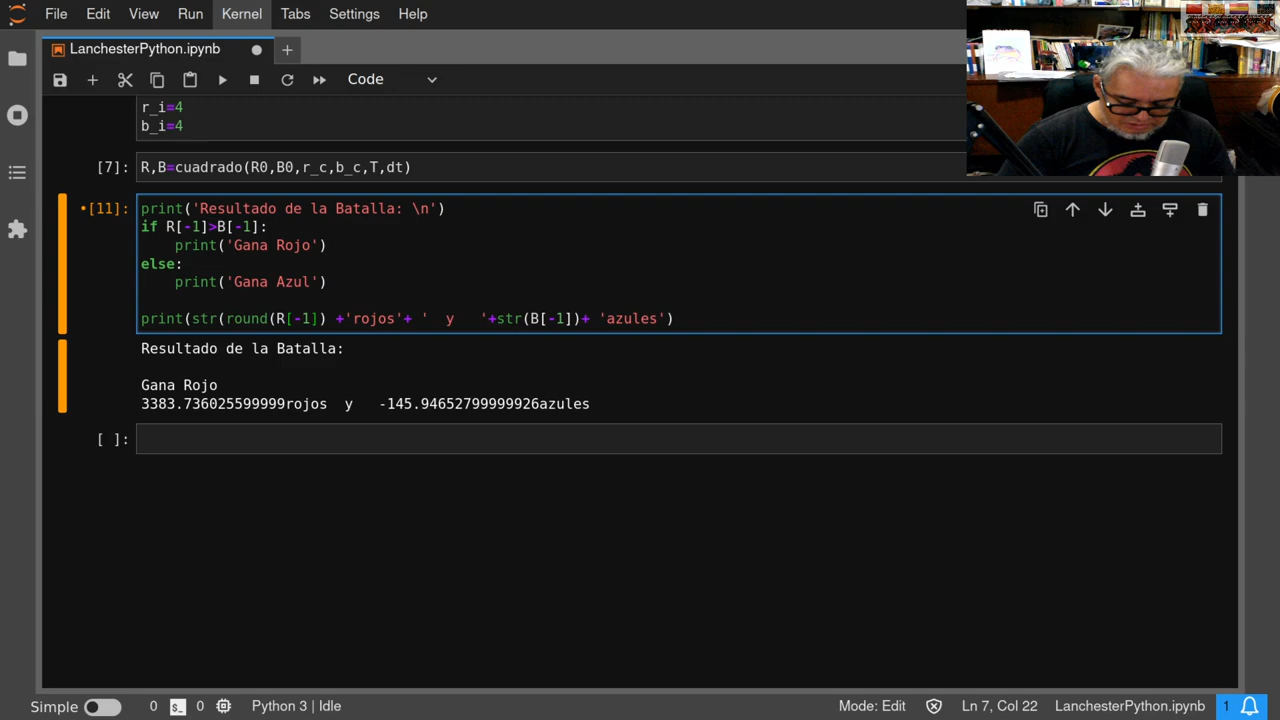 File Edit View Run Kernel Tabs Settings Help
LanchesterPython.ipynb
Code
r_i=4
b_i=4
[7]: R,B=cuadrado(R0,B0,r_c,b_c,T,dt)
[11]: print('Resultado de la Batalla: \n')
if R[-1]>B[-1]:
print('Gana Rojo')
else:
print('Gana Azul')
print(str(round(R[-1]) +'rojos'+ '  y   '+str(B[-1])+ 'azules')
Resultado de la Batalla:
Gana Rojo
3383.736025599999rojos  y   -145.94652799999926azules
[ ]:
Simple 0 0 Python 3 | Idle Mode: Edit Ln 7, Col 22 LanchesterPython.ipynb 1